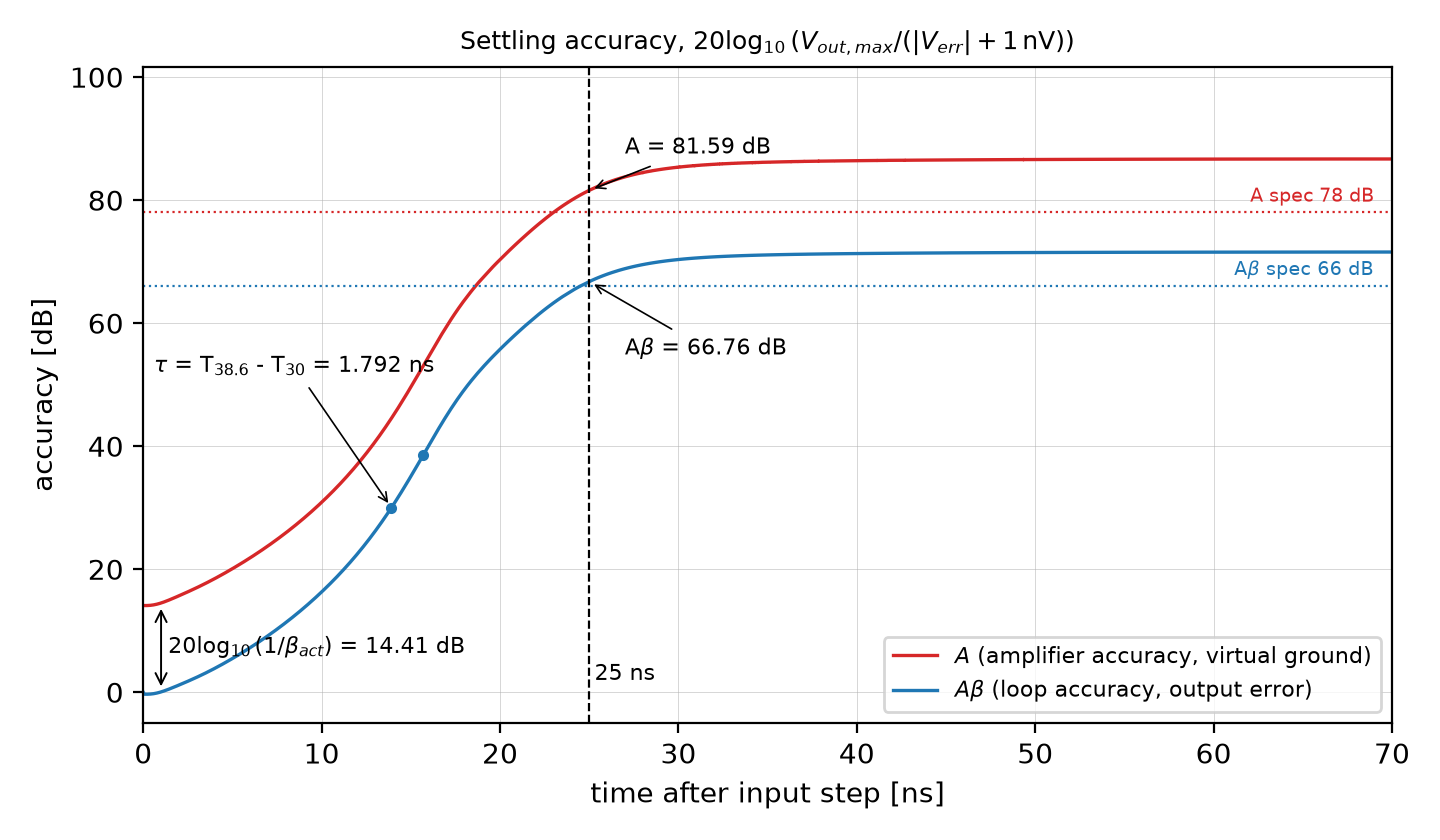 Settling accuracy, 20log₁₀ (V_out,max/(|V_err| + 1 nV))
100
80
60
40
20
0
accuracy [dB]
A = 81.59 dB
A spec 78 dB
Aβ spec 66 dB
Aβ = 66.76 dB
τ = T₃₈.₆ - T₃₀ = 1.792 ns
20log₁₀(1/β_act) = 14.41 dB
25 ns
A (amplifier accuracy, virtual ground)
Aβ (loop accuracy, output error)
0 10 20 30 40 50 60 70
time after input step [ns]